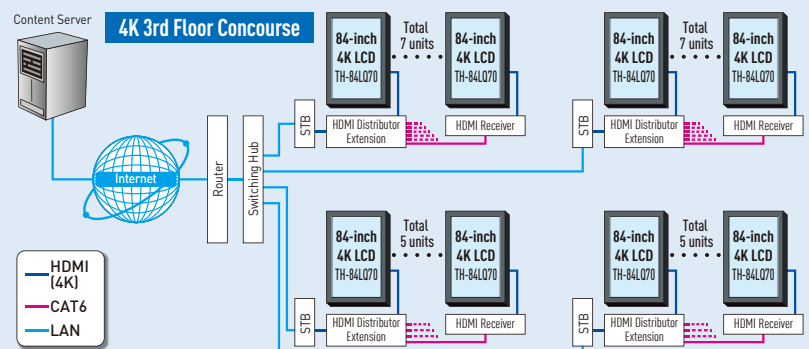 Content Server
4K 3rd Floor Concourse
84-inch
4K LCD
TH-84LQ70
Total
7 units
84-inch
4K LCD
TH-84LQ70
STB
HDMI Distributor
Extension
HDMI Receiver
84-inch
4K LCD
TH-84LQ70
Total
7 units
84-inch
4K LCD
TH-84LQ70
STB
HDMI Distributor
Extension
HDMI Receiver
Internet
Router
Switching Hub
84-inch
4K LCD
TH-84LQ70
Total
5 units
84-inch
4K LCD
TH-84LQ70
STB
HDMI Distributor
Extension
HDMI Receiver
84-inch
4K LCD
TH-84LQ70
Total
5 units
84-inch
4K LCD
TH-84LQ70
STB
HDMI Distributor
Extension
HDMI Receiver
HDMI
(4K)
CAT6
LAN